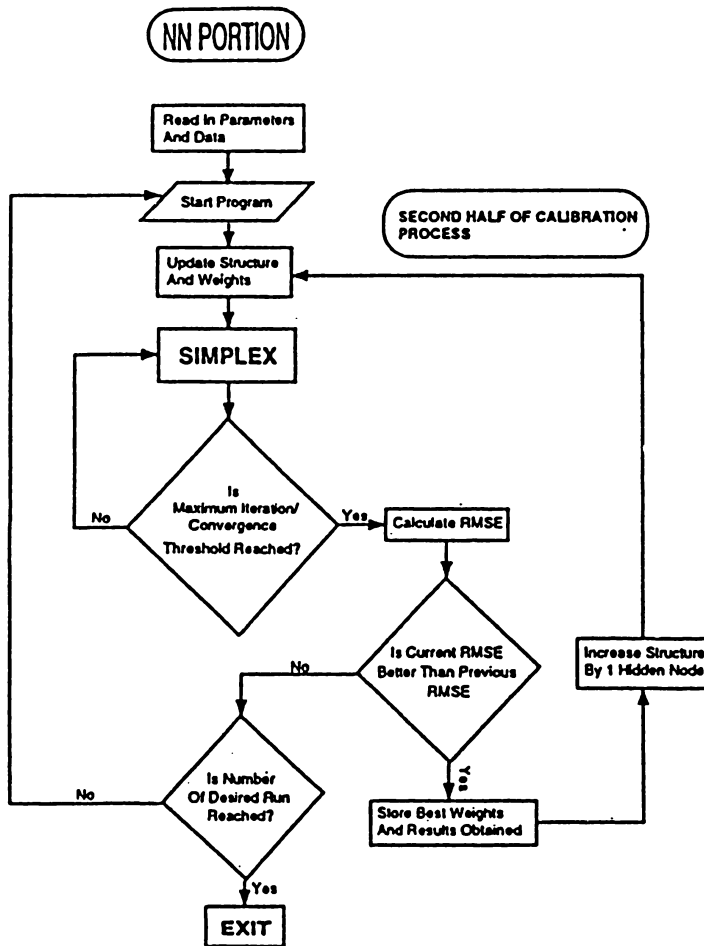 NN PORTION
Read In Parameters
And Data
Start Program
SECOND HALF OF CALIBRATION
PROCESS
Update Structure
And Weights
SIMPLEX
Is
Maximum Iteration/
Convergence
Threshold Reached?
No
Yes
Calculate RMSE
Is Current RMSE
Better Than Previous
RMSE
No
Yes
Increase Structure
By 1 Hidden Node
Is Number
Of Desired Run
Reached?
No
Store Best Weights
And Results Obtained
Yes
EXIT